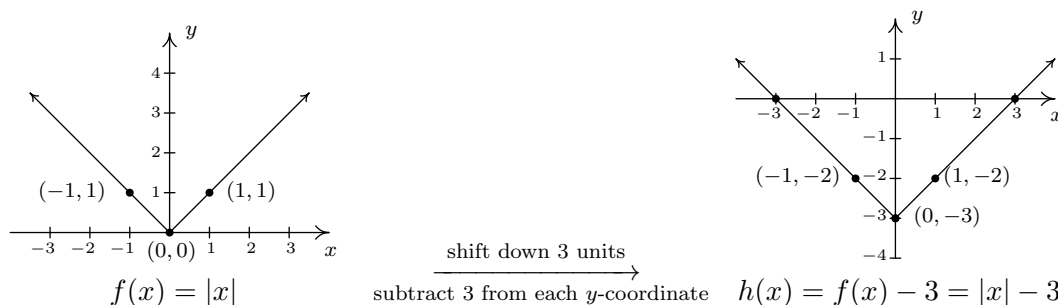 y
4
3
2
1
(−1, 1)
(1, 1)
−3 −2 −1
(0, 0)
1 2 3
x
f(x) = |x|
shift down 3 units
subtract 3 from each y-coordinate
y
1
−3 −2 −1
1 2 3
x
−1
−2
−3
−4
(−1, −2)
(1, −2)
(0, −3)
h(x) = f(x) − 3 = |x| − 3